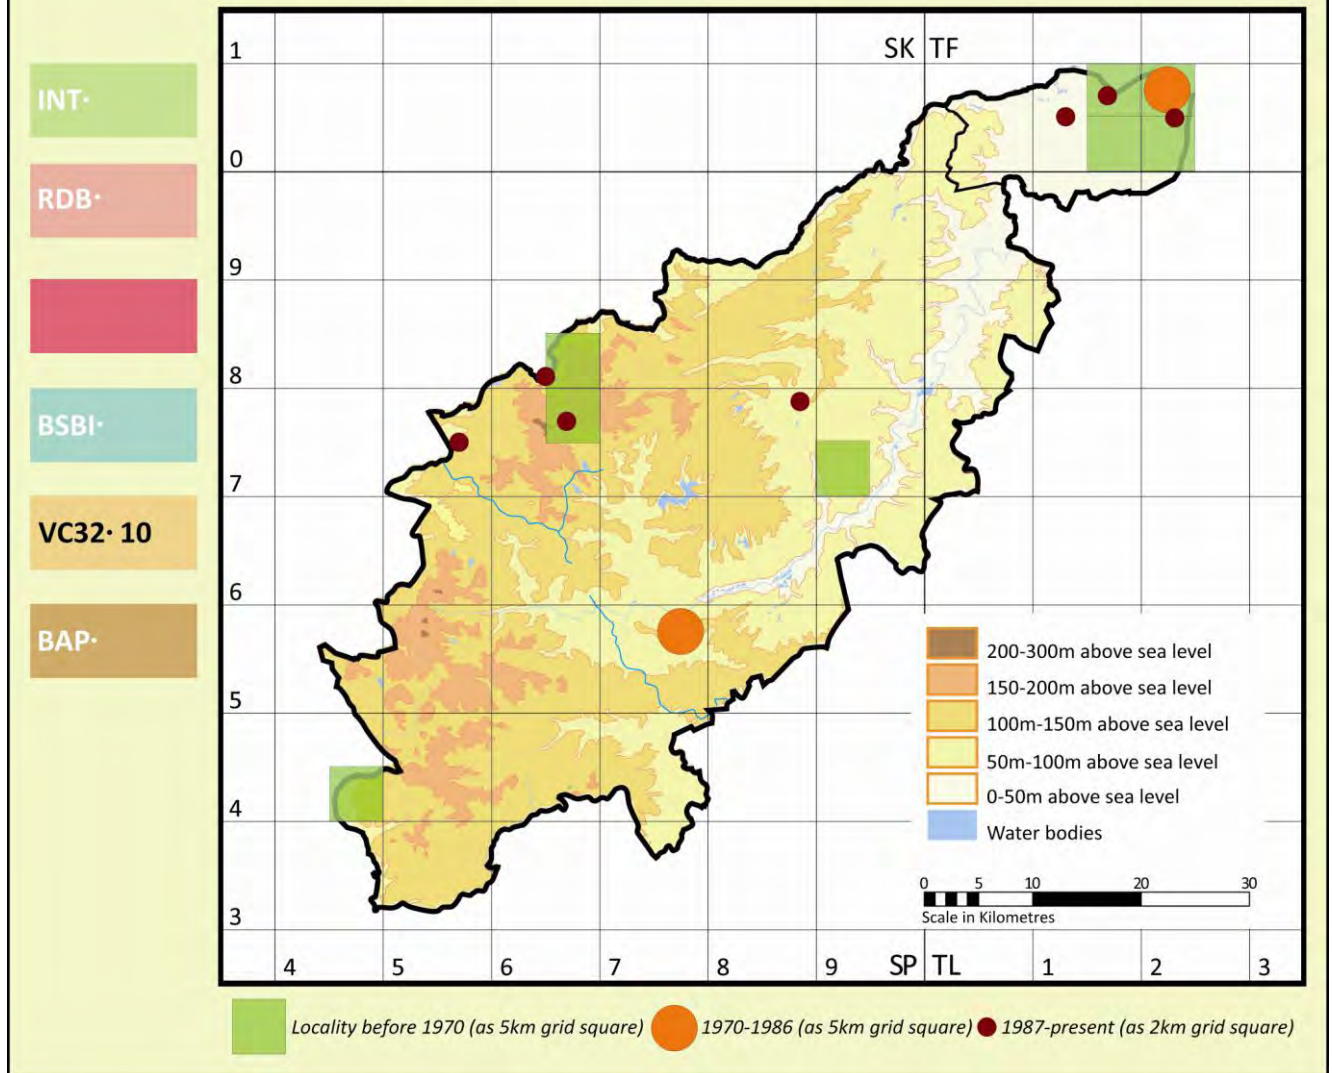 INT·
RDB·
BSBI·
VC32· 10
BAP·
SK TF
1
0
9
8
7
6
5
4
3
4 5 6 7 8 9 SP TL 1 2 3
200-300m above sea level
150-200m above sea level
100m-150m above sea level
50m-100m above sea level
0-50m above sea level
Water bodies
0 5 10 20 30
Scale in Kilometres
Locality before 1970 (as 5km grid square) 1970-1986 (as 5km grid square) 1987-present (as 2km grid square)